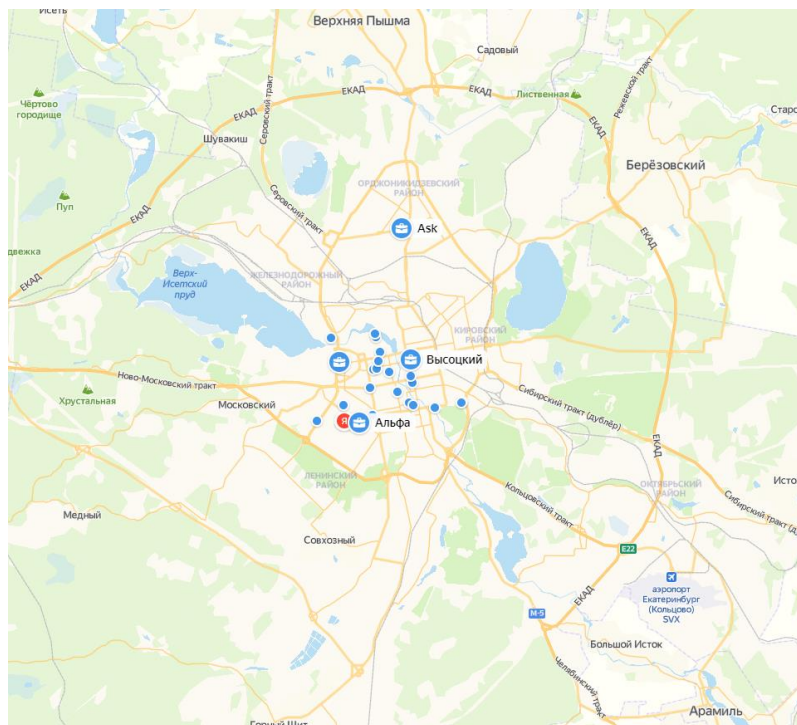 Исеть
Верхняя Пышма
Садовый
ЕКАД
ЕКАД
Лиственная
Режевской тракт
Чёртово
городище
Серовский тракт
ЕКАД
Старо
Шувакиш
Берёзовский
ОРДЖОНИКИДЗЕВСКИЙ
РАЙОН
Пуп
ЕКАД
Серовский тракт
Ask
ЕКАД
двежка
ЕКАД
Верх-
Исетский
пруд
ЖЕЛЕЗНОДОРОЖНЫЙ
РАЙОН
КИРОВСКИЙ
РАЙОН
Высоцкий
Ново-Московский тракт
Хрустальная
Московский
Сибирский тракт (дублёр)
Я
Альфа
ЕКАД
ЛЕНИНСКИЙ
РАЙОН
ОКТЯБРЬСКИЙ
РАЙОН
Исто
Кольцовский тракт
Сибирский тракт (д
Медный
Совхозный
E22
аэропорт
Екатеринбург
(Кольцово)
SVX
ЕКАД
М-5
Большой Исток
Челябинский тракт
Арамиль
Горный Щит